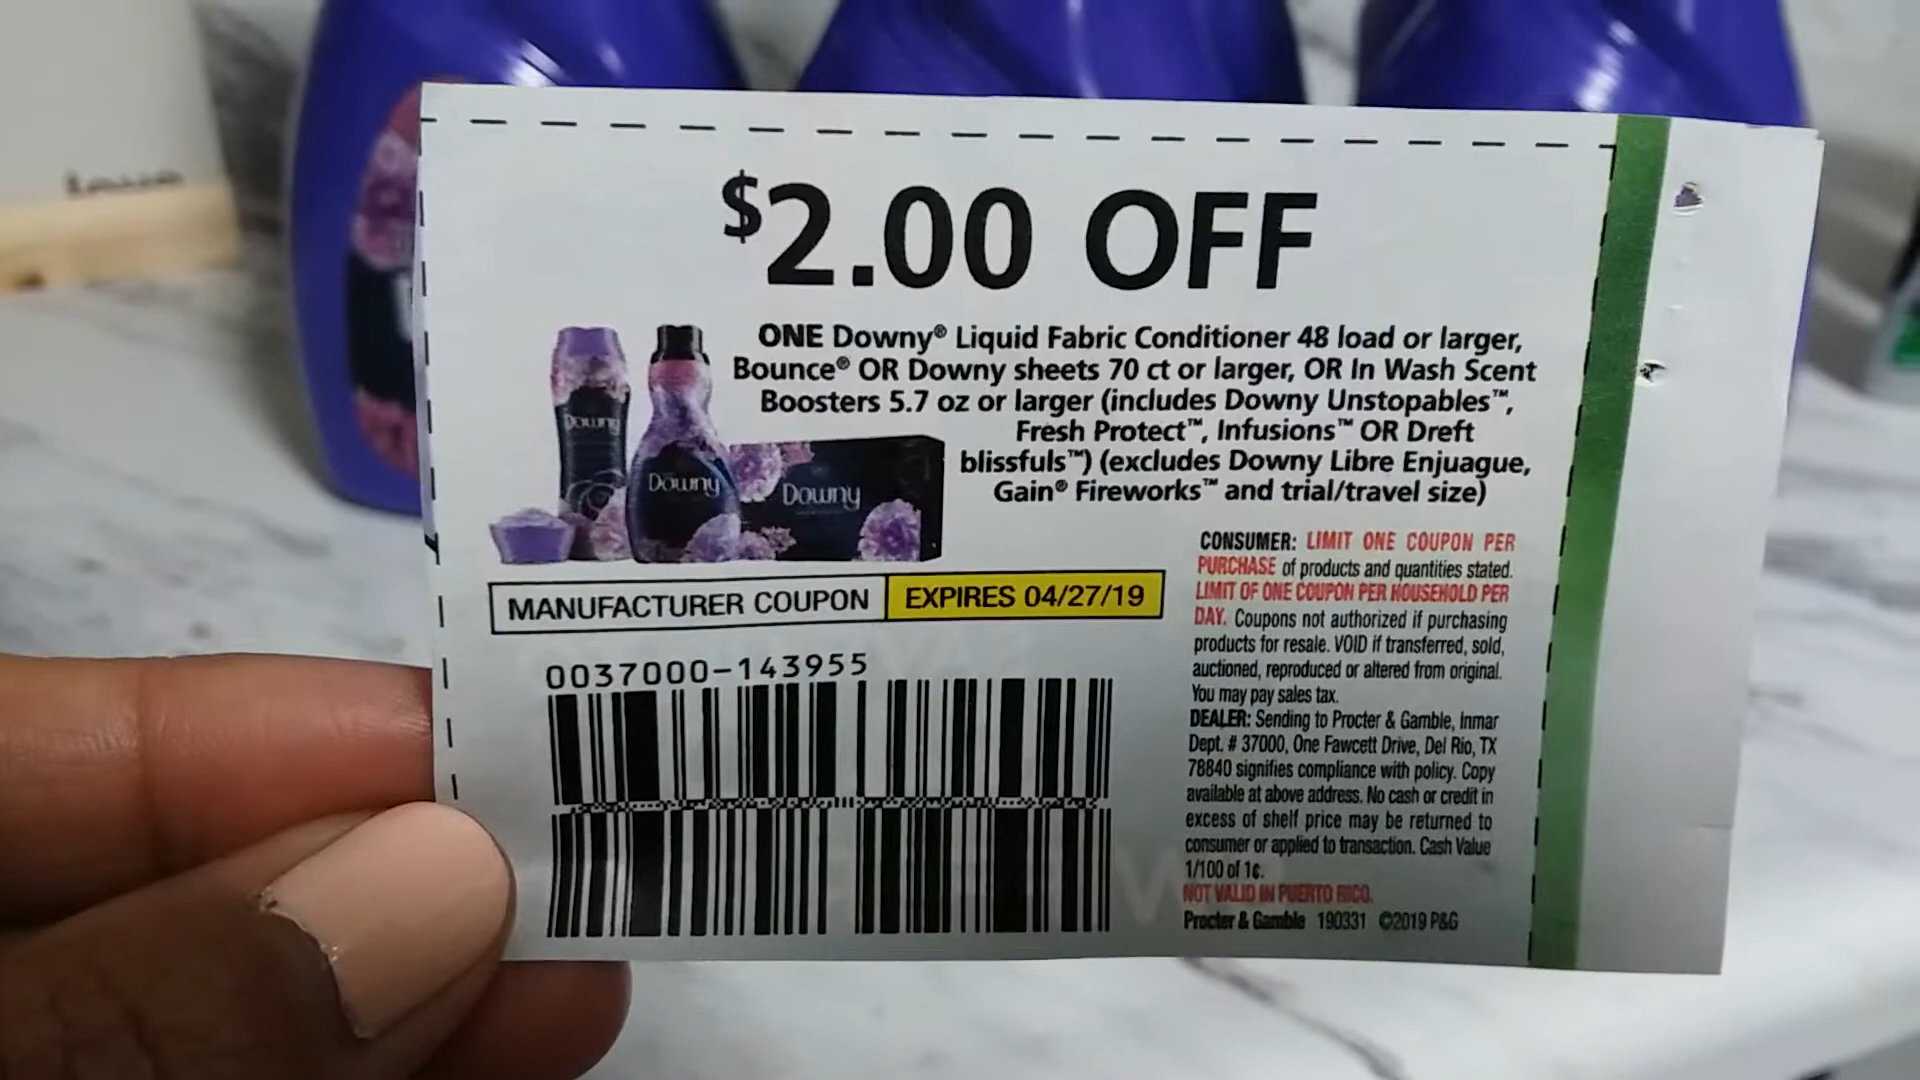 $2.00 OFF
ONE Downy® Liquid Fabric Conditioner 48 load or larger,
Bounce® OR Downy sheets 70 ct or larger, OR In Wash Scent
Boosters 5.7 oz or larger (includes Downy Unstopables™,
Fresh Protect™, Infusions™ OR Dreft
blissfuls™) (excludes Downy Libre Enjuague,
Gain® Fireworks™ and trial/travel size)
Downy
Downy
Downy
MANUFACTURER COUPON
EXPIRES 04/27/19
0037000-143955
CONSUMER: LIMIT ONE COUPON PER
PURCHASE of products and quantities stated.
LIMIT OF ONE COUPON PER HOUSEHOLD PER
DAY. Coupons not authorized if purchasing
products for resale. VOID if transferred, sold,
auctioned, reproduced or altered from original.
You may pay sales tax.
DEALER: Sending to Procter & Gamble, Inmar
Dept. # 37000, One Fawcett Drive, Del Rio, TX
78840 signifies compliance with policy. Copy
available at above address. No cash or credit in
excess of shelf price may be returned to
consumer or applied to transaction. Cash Value
1/100 of 1¢.
NOT VALID IN PUERTO RICO.
Procter & Gamble 190331 ©2019 P&G